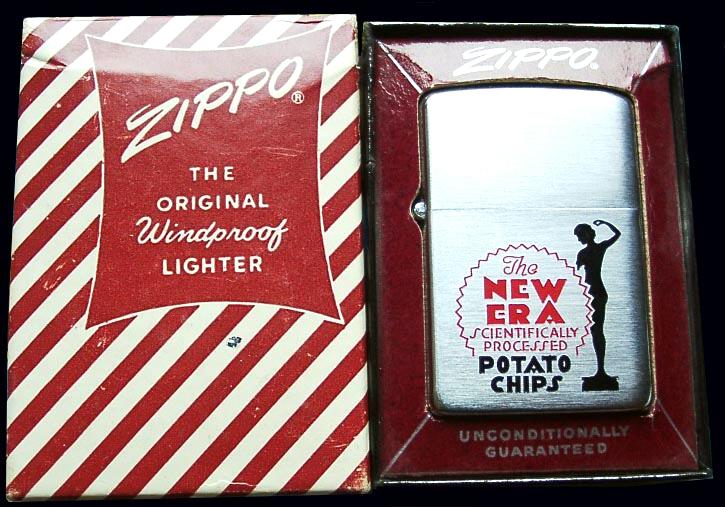 ZIPPO®
THE
ORIGINAL
Windproof
LIGHTER
ZIPPO.
The
NEW
ERA
SCIENTIFICALLY
PROCESSED
POTATO
CHIPS
UNCONDITIONALLY
GUARANTEED